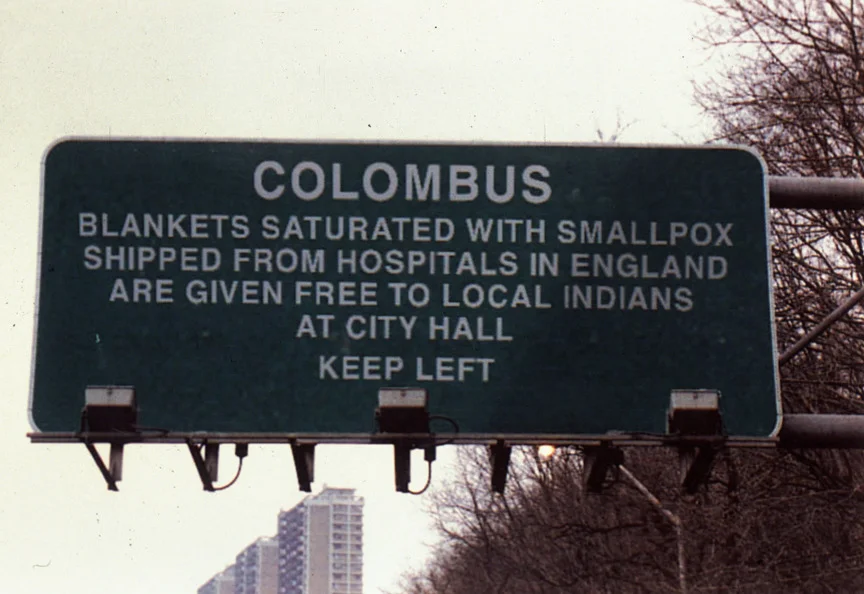 COLOMBUS
BLANKETS SATURATED WITH SMALLPOX
SHIPPED FROM HOSPITALS IN ENGLAND
ARE GIVEN FREE TO LOCAL INDIANS
AT CITY HALL
KEEP LEFT